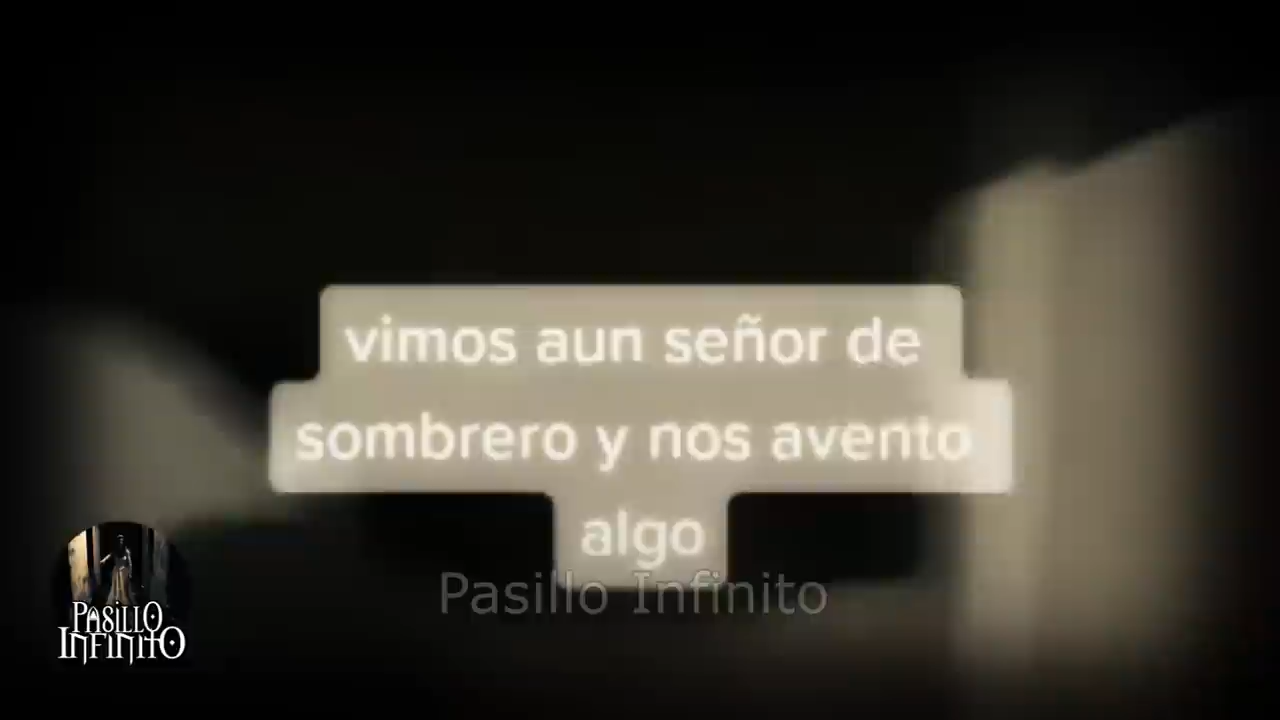 vimos aun señor de
sombrero y nos avento
algo
Pasillo Infinito
PASILLO
INFINITO